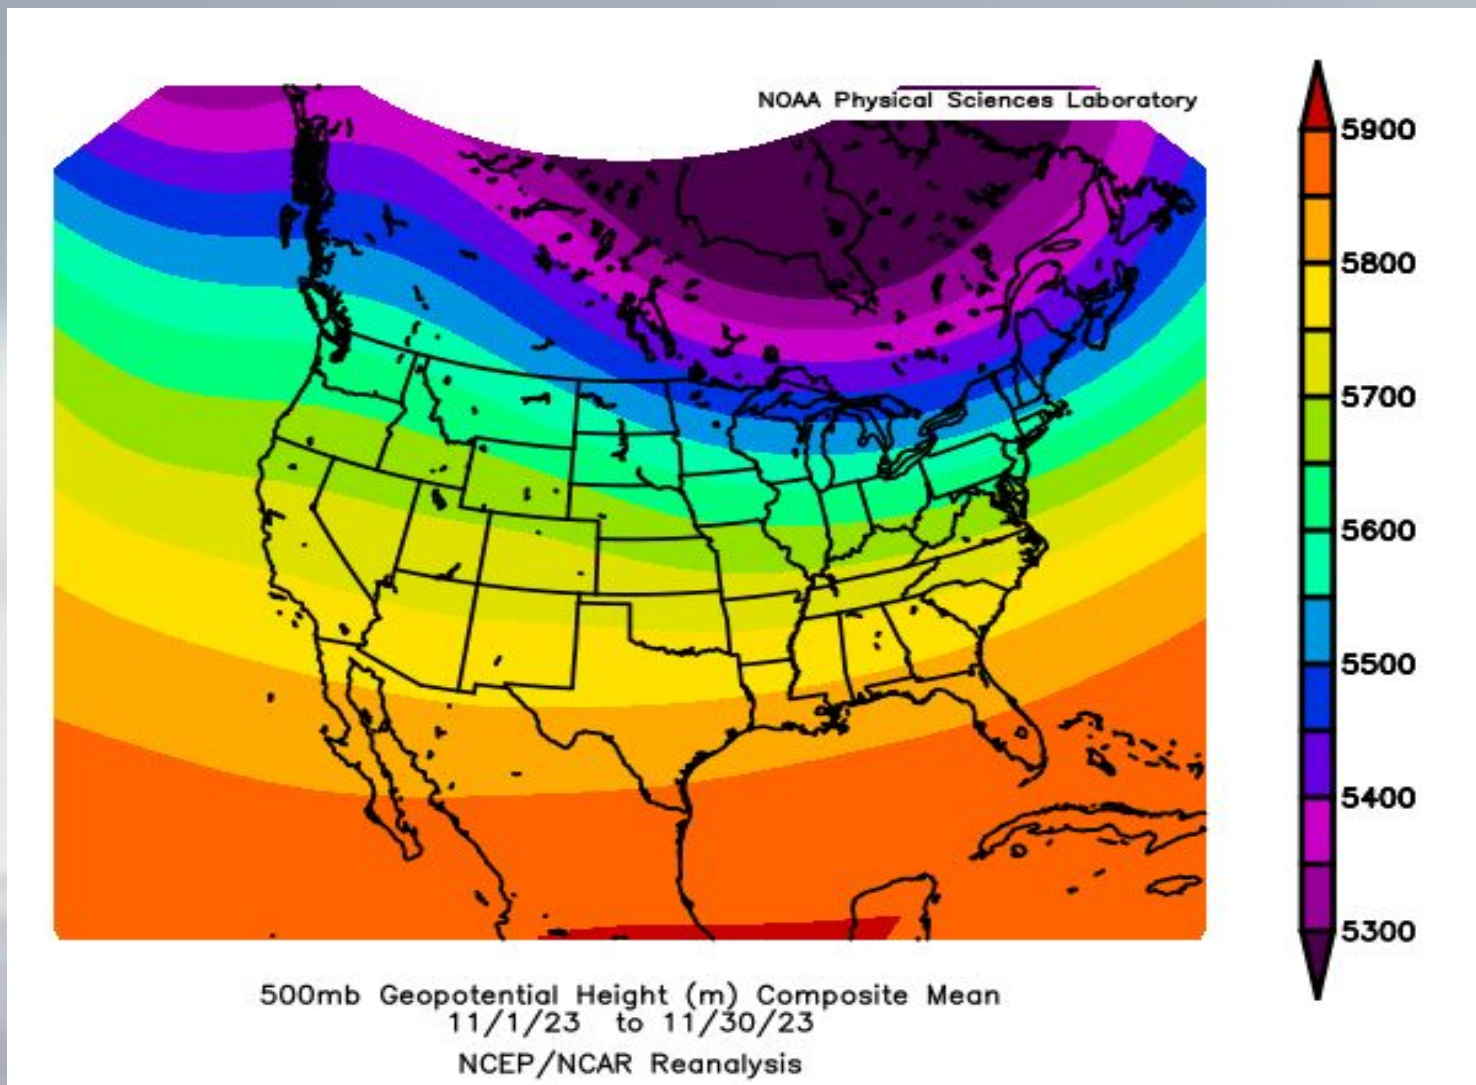 NOAA Physical Sciences Laboratory
5900
5800
5700
5600
5500
5400
5300
500mb Geopotential Height (m) Composite Mean
11/1/23 to 11/30/23
NCEP/NCAR Reanalysis